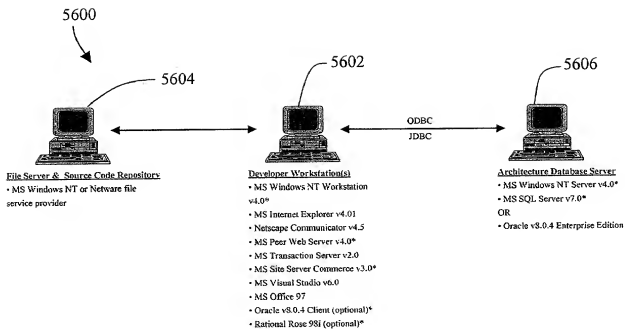 5600
5604
5602
5606
ODBC
JDBC
File Server & Source Code Repository
• MS Windows NT or Netware file
service provider
Developer Workstation(s)
• MS Windows NT Workstation
v4.0*
• MS Internet Explorer v4.01
• Netscape Communicator v4.5
• MS Peer Web Server v4.0*
• MS Transaction Server v2.0
• MS Site Server Commerce v3.0*
• MS Visual Studio v6.0
• MS Office 97
• Oracle v8.0.4 Client (optional)*
• Rational Rose 98i (optional)*
Architecture Database Server
• MS Windows NT Server v4.0*
• MS SQL Server v7.0*
OR
• Oracle v8.0.4 Enterprise Edition